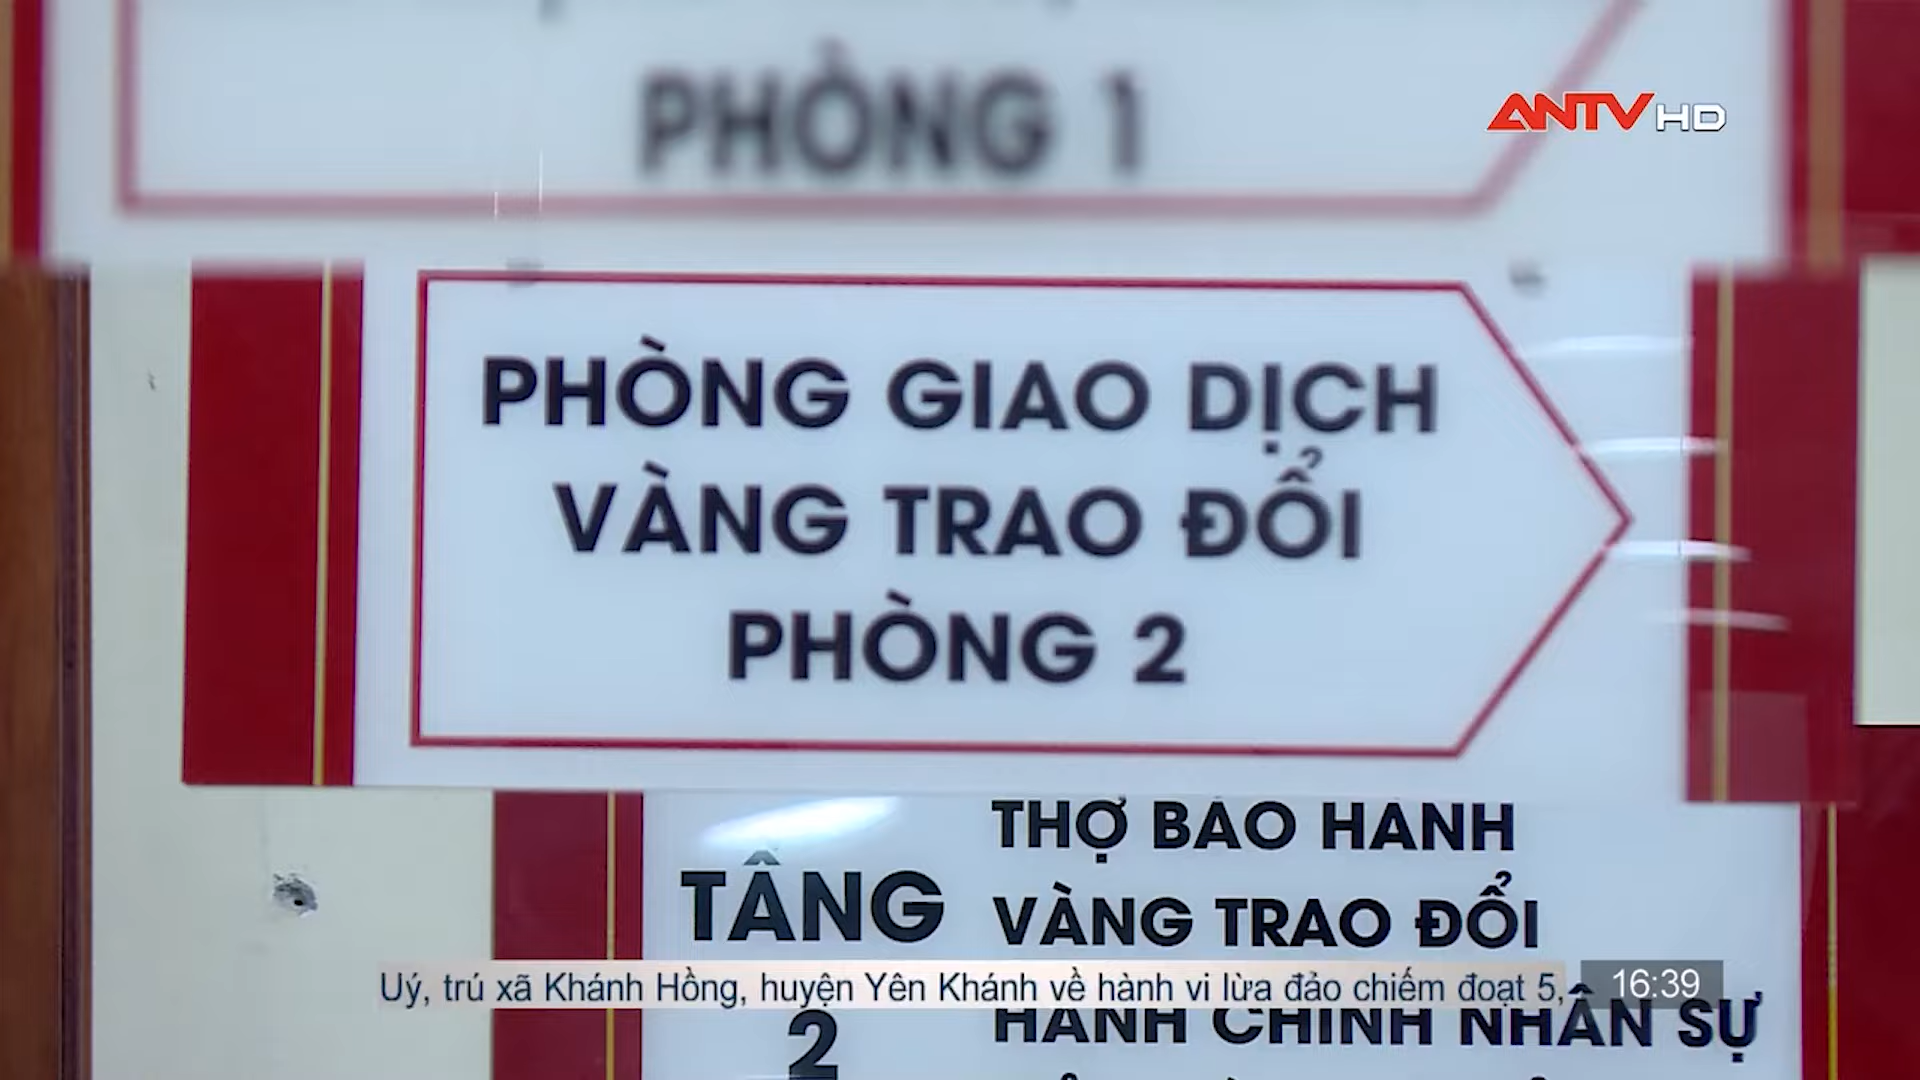 PHÒNG 1
ANTV HD
PHÒNG GIAO DỊCH
VÀNG TRAO ĐỔI
PHÒNG 2
THỢ BẢO HÀNH
TẦNG
VÀNG TRAO ĐỔI
Uý, trú xã Khánh Hồng, huyện Yên Khánh về hành vi lừa đảo chiếm đoạt 5,
16:39
2
HÀNH CHÍNH NHÂN SỰ